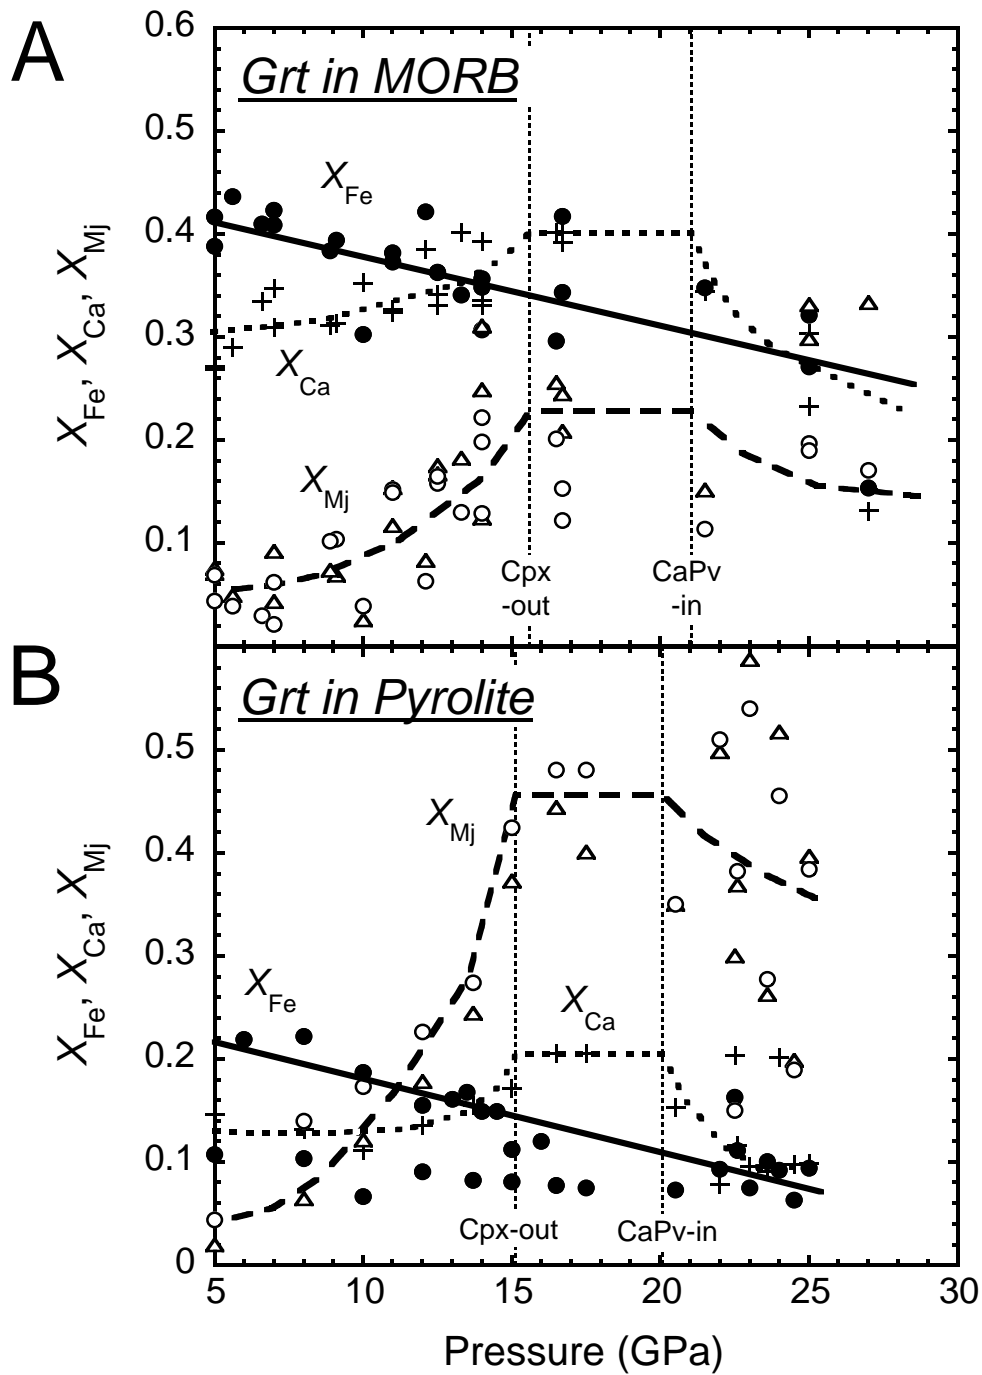 A
0.6
Grt in MORB
0.5
X_Fe
0.4
X_Fe, X_Ca, X_Mj
0.3
X_Ca
0.2
X_Mj
0.1
Cpx
-out
CaPv
-in
B
Grt in Pyrolite
0.5
X_Mj
0.4
X_Fe, X_Ca, X_Mj
0.3
X_Fe
X_Ca
0.2
0.1
Cpx-out
CaPv-in
0
5
10
15
20
25
30
Pressure (GPa)